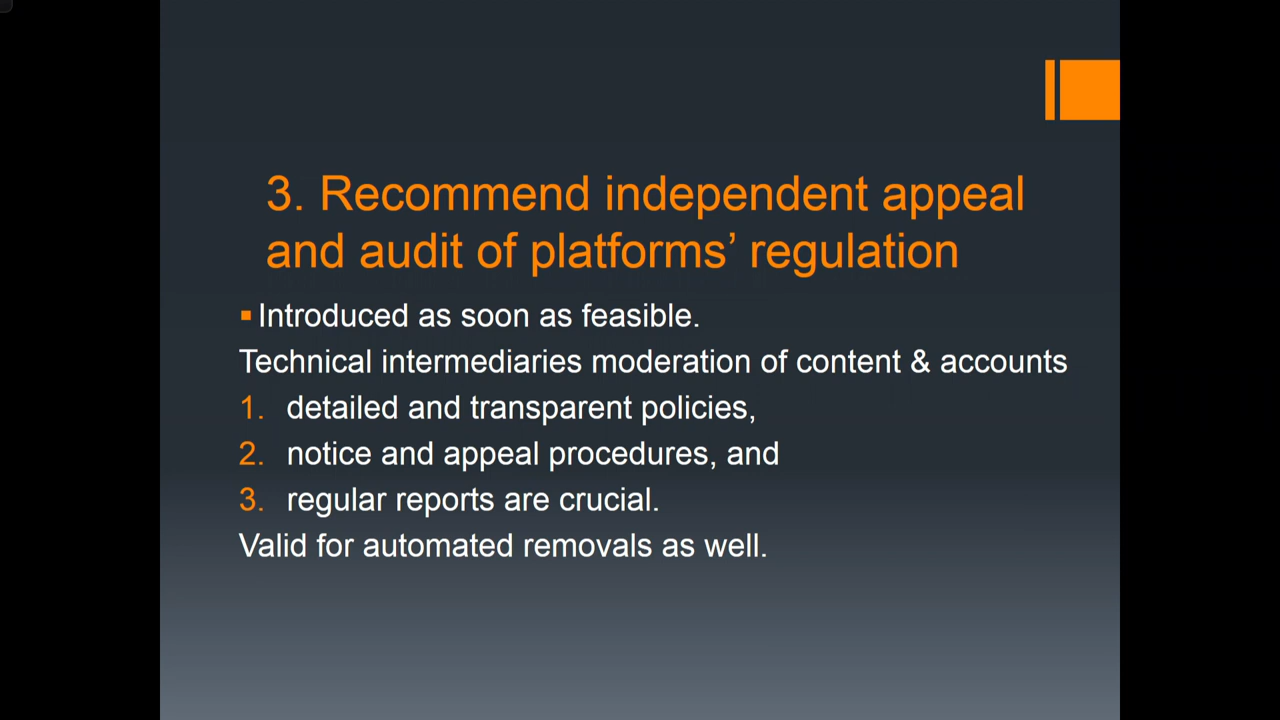 3. Recommend independent appeal
and audit of platforms’ regulation
▪ Introduced as soon as feasible.
Technical intermediaries moderation of content & accounts
1. detailed and transparent policies,
2. notice and appeal procedures, and
3. regular reports are crucial.
Valid for automated removals as well.